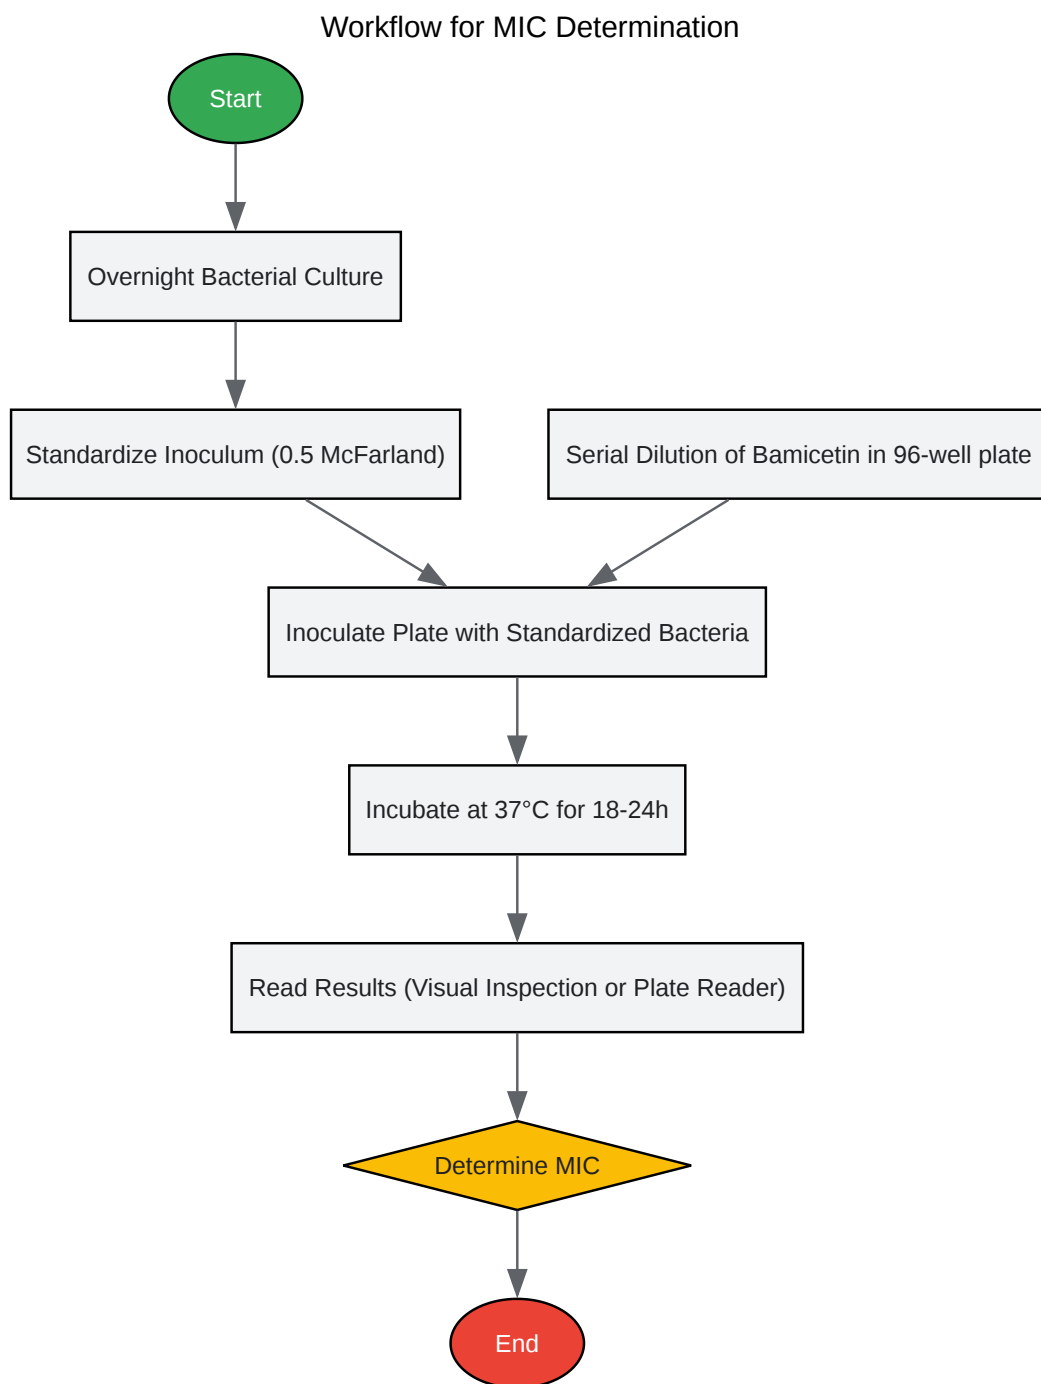 Workflow for MIC Determination
Start
Overnight Bacterial Culture
Standardize Inoculum (0.5 McFarland)
Serial Dilution of Bamicetin in 96-well plate
Inoculate Plate with Standardized Bacteria
Incubate at 37°C for 18-24h
Read Results (Visual Inspection or Plate Reader)
Determine MIC
End